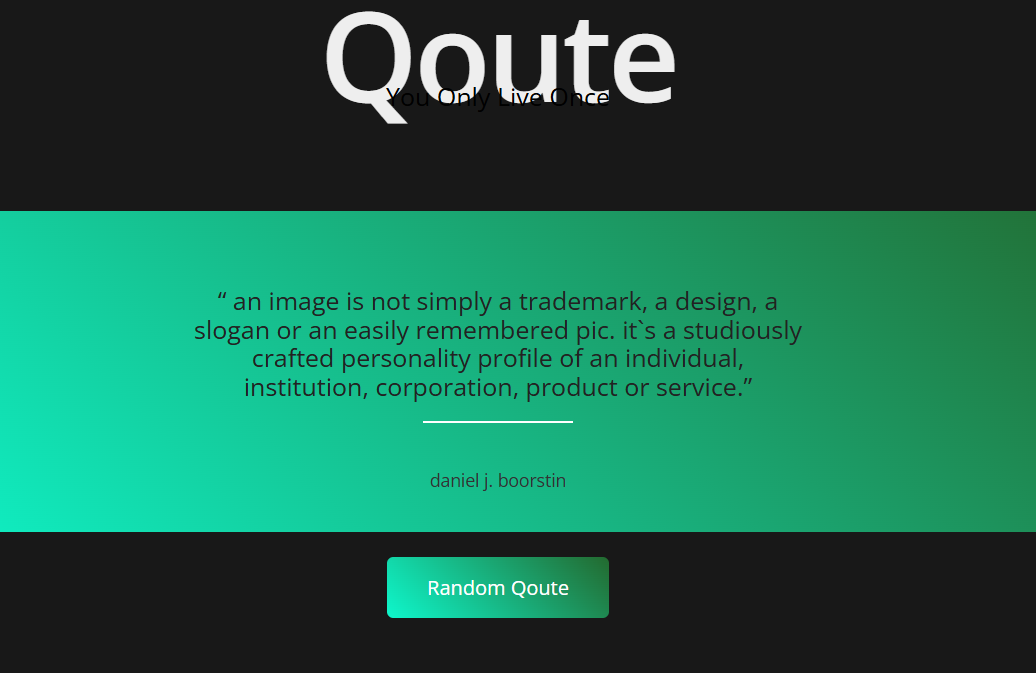 Qoute
You Only Live Once
“ an image is not simply a trademark, a design, a
slogan or an easily remembered pic. it`s a studiously
crafted personality profile of an individual,
institution, corporation, product or service.”
daniel j. boorstin
Random Qoute